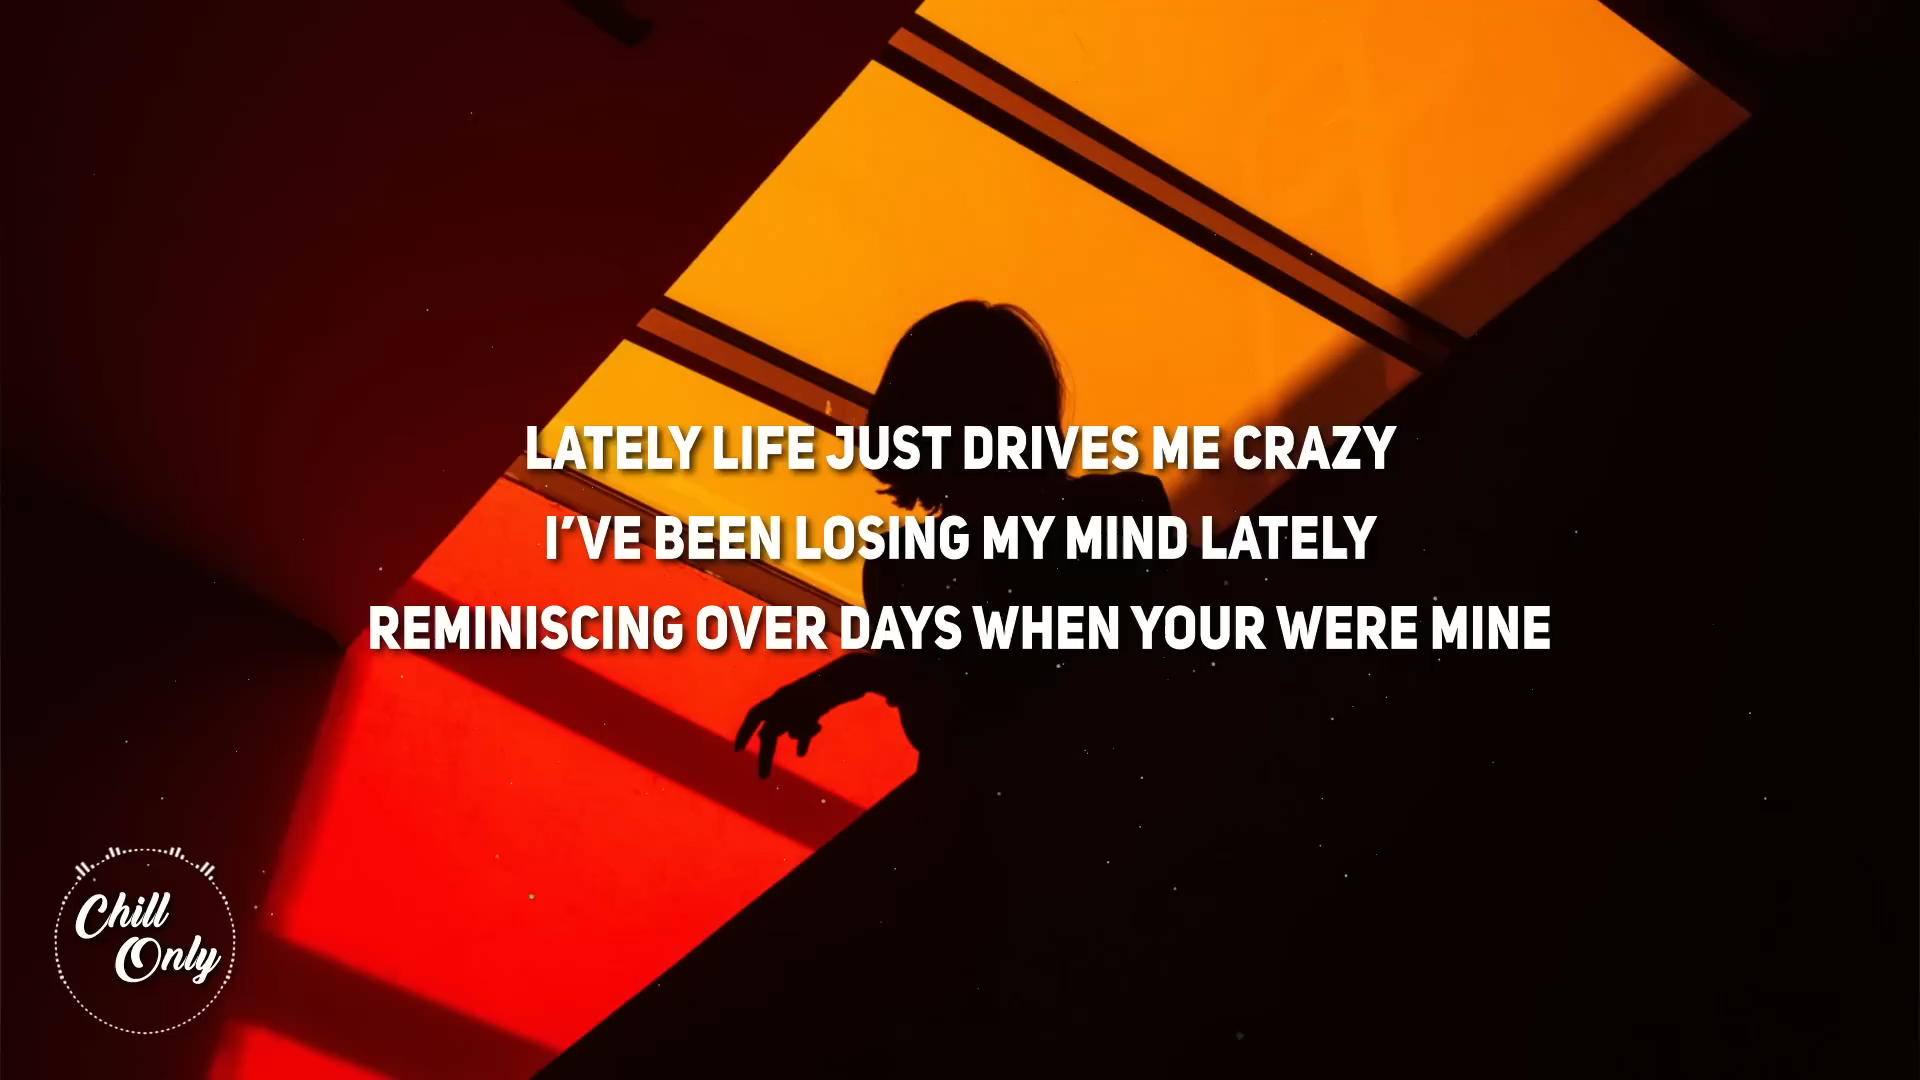 LATELY LIFE JUST DRIVES ME CRAZY
I'VE BEEN LOSING MY MIND LATELY
REMINISCING OVER DAYS WHEN YOUR WERE MINE
Chill
Only